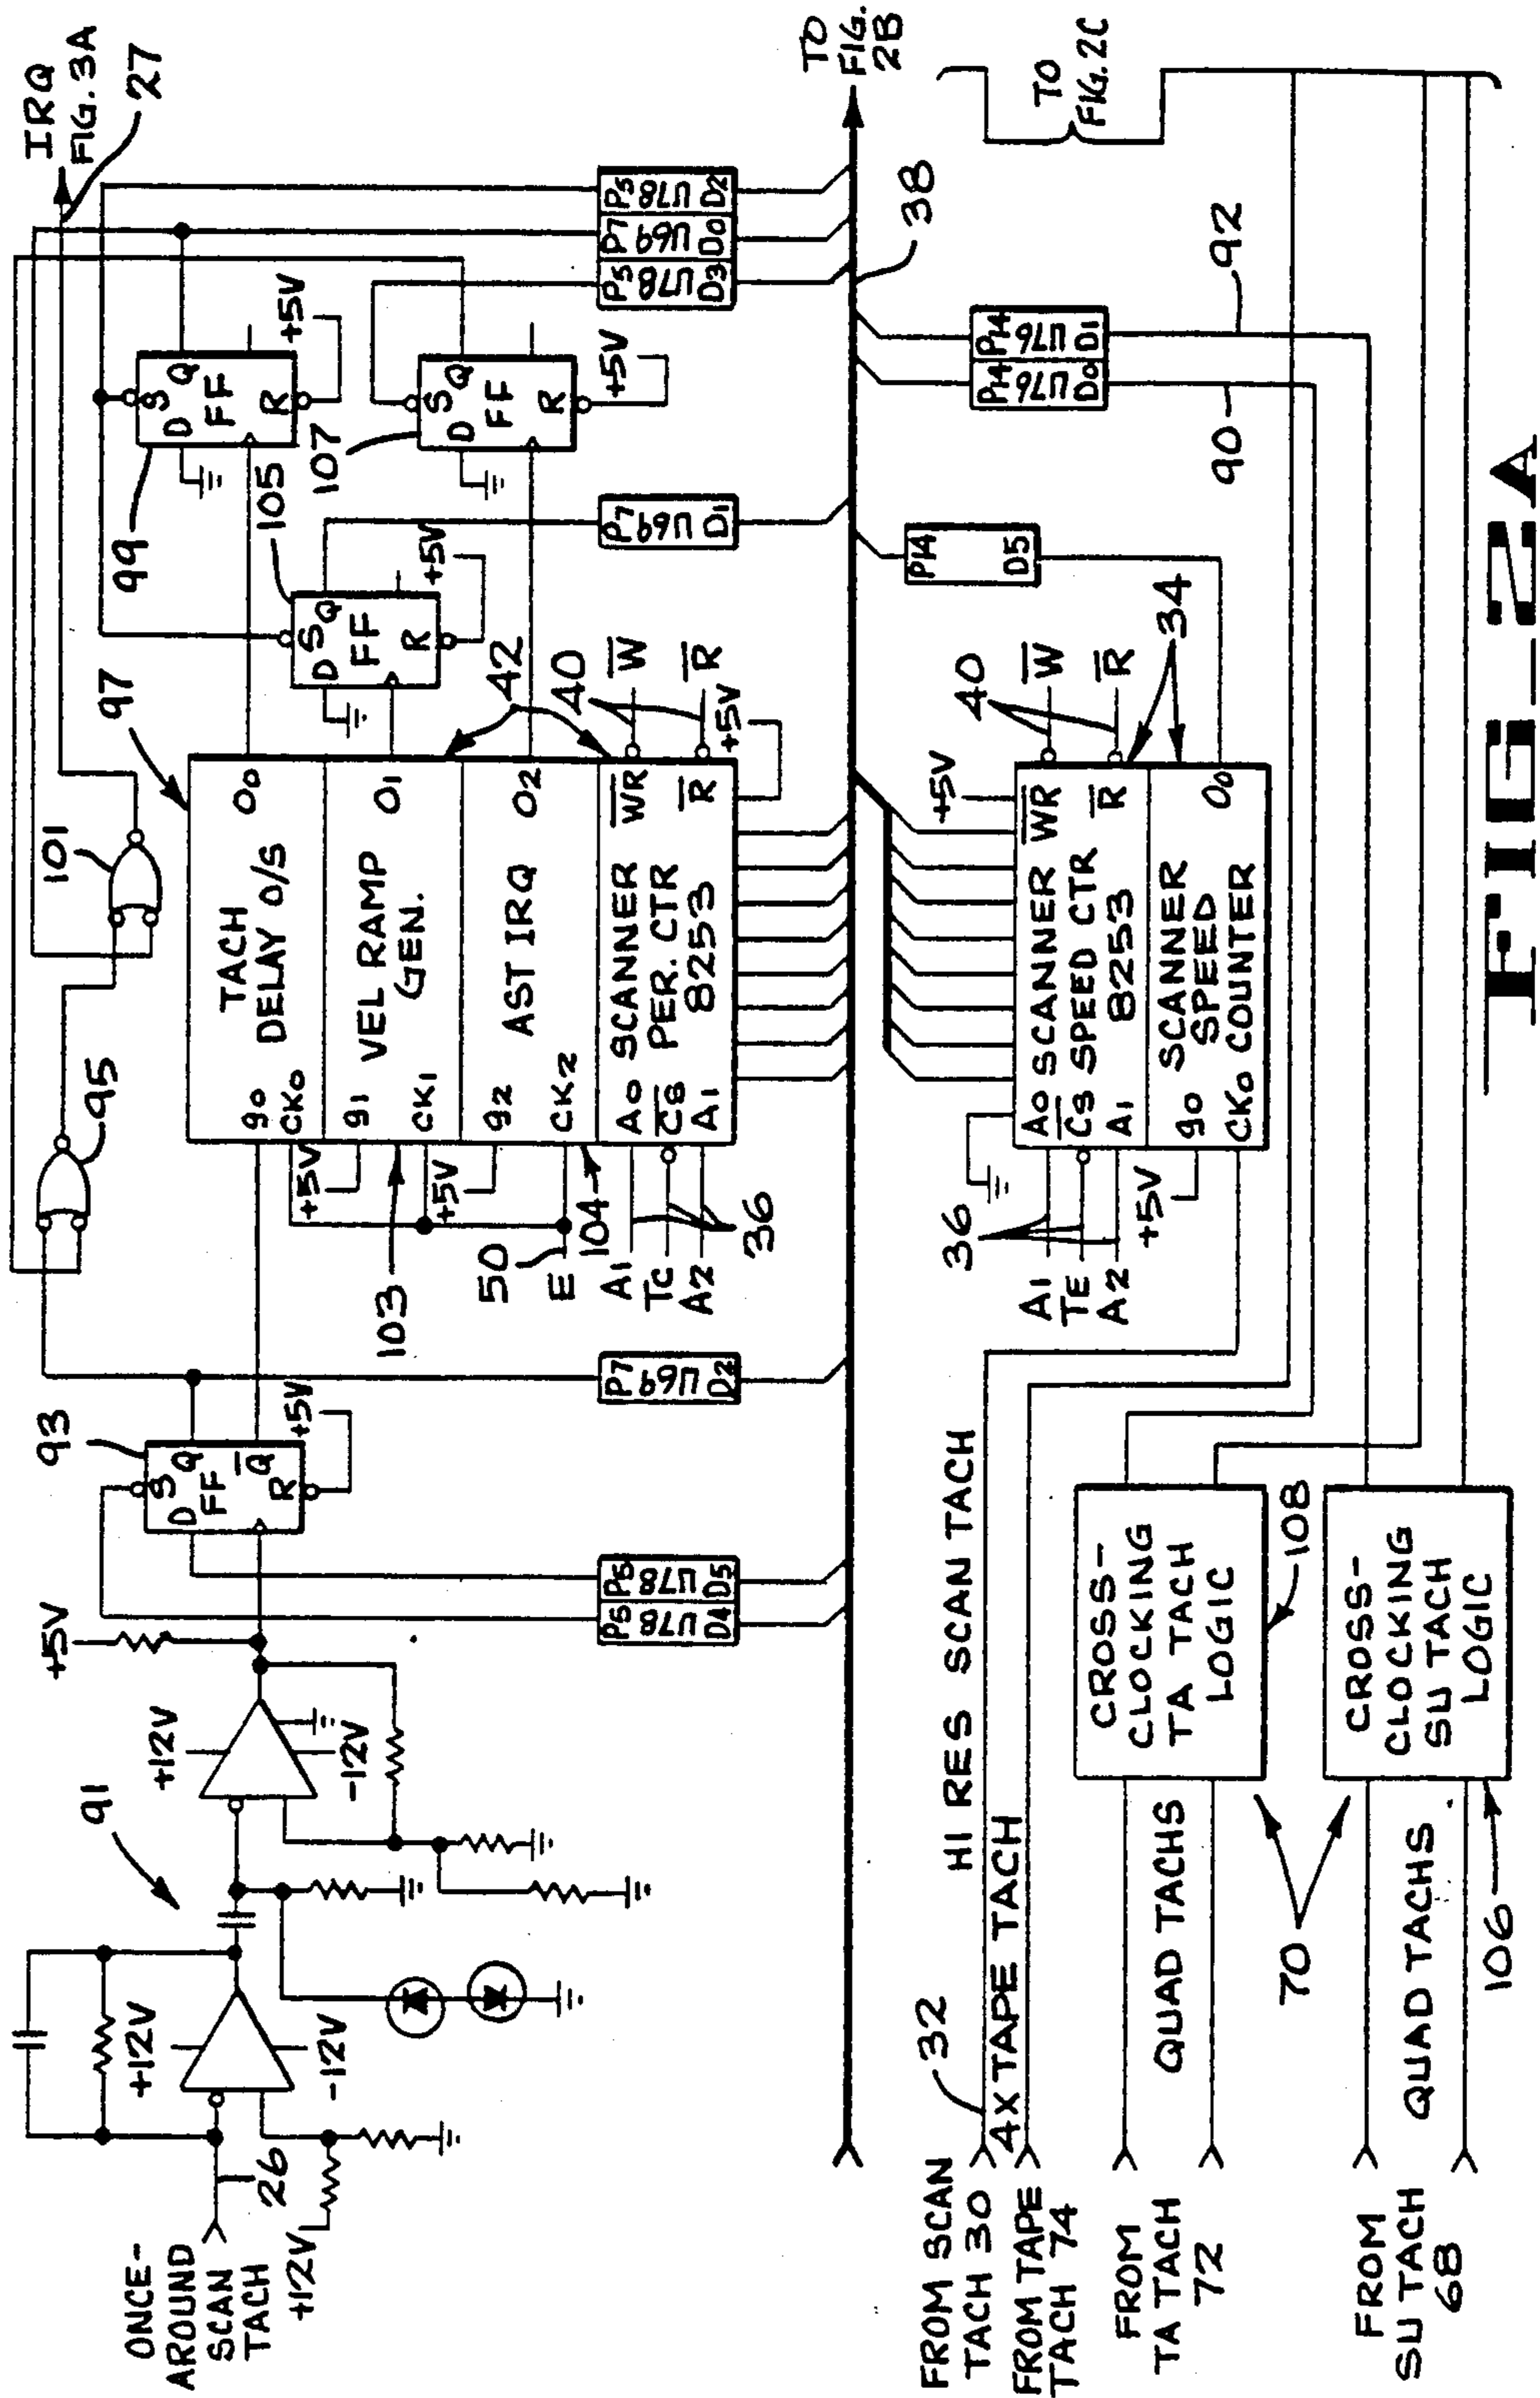 ONCE-
AROUND
SCAN
TACH
26
+12V
+12V
-12V
91
+12V
-12V
+5V
93
S
D
Q
FF
Q̅
R
+5V
P5
U78
D4
P5
U78
D5
P7
U69
D2
95
101
97
IRQ
FIG. 3A
27
TACH
DELAY O/S
g0
CK0
O0
+5V
VEL RAMP
GEN.
g1
CK1
O1
103
+5V
AST IRQ
g2
CK2
O2
50
E
104
SCANNER
PER. CTR
8253
A0
C̅S̅
A1
W̅R̅
R̅
A1
TC
A2
36
42
40
W̅
R̅
+5V
105
S
D
Q
FF
R
+5V
99
S
D
Q
FF
R
+5V
107
S
D
Q
FF
R
+5V
P7
U69
D1
P5
U78
D3
P7
U69
D0
P5
U78
D2
TO
FIG.
2B
38
A0 SCANNER W̅R̅
C̅S̅ SPEED CTR
A1 8253 R̅
SCANNER
SPEED
COUNTER
g0
CK0
O0
36
A1
TE
A2
+5V
+5V
40
W̅
R̅
34
P14
D5
P14
U76
D0
P14
U76
D1
90
92
TO
FIG. 2C
FROM SCAN
TACH 30
32
HI RES SCAN TACH
FROM TAPE
TACH 74
4X TAPE TACH
FROM
TA TACH
72
QUAD TACHS
CROSS-
CLOCKING
TA TACH
LOGIC
108
70
FROM
SU TACH
68
QUAD TACHS
CROSS-
CLOCKING
SU TACH
LOGIC
106
FIG_2A